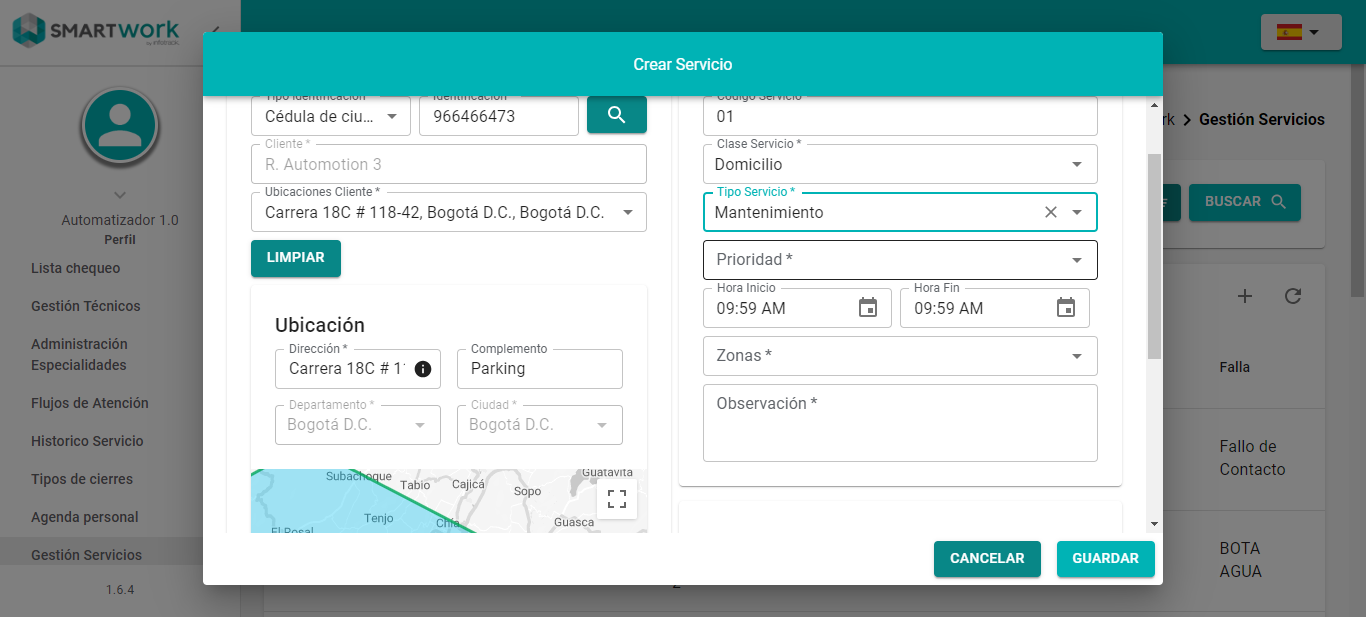 SMARTWORK
by infotrack
Crear Servicio
rk > Gestión Servicios
Automatizador 1.0
Perfil
Lista chequeo
Gestión Técnicos
Administración
Especialidades
Flujos de Atención
Historico Servicio
Tipos de cierres
Agenda personal
Gestión Servicios
1.6.4
Tipo Identificación
Cédula de ciu...
Identificación
966466473
Cliente *
R. Automotion 3
Ubicaciones Cliente *
Carrera 18C # 118-42, Bogotá D.C., Bogotá D.C.
LIMPIAR
Ubicación
Dirección *
Carrera 18C # 1
Complemento
Parking
Departamento *
Bogotá D.C.
Ciudad *
Bogotá D.C.
Subachoque
Tabio
Cajicá
Sopo
Guatavita
Tenjo
Chía
Guasca
El Rosal
Codigo Servicio
01
Clase Servicio *
Domicilio
Tipo Servicio *
Mantenimiento
Prioridad *
Hora Inicio
09:59 AM
Hora Fin
09:59 AM
Zonas *
Observación *
CANCELAR
GUARDAR
BUSCAR
Falla
Fallo de
Contacto
BOTA
AGUA